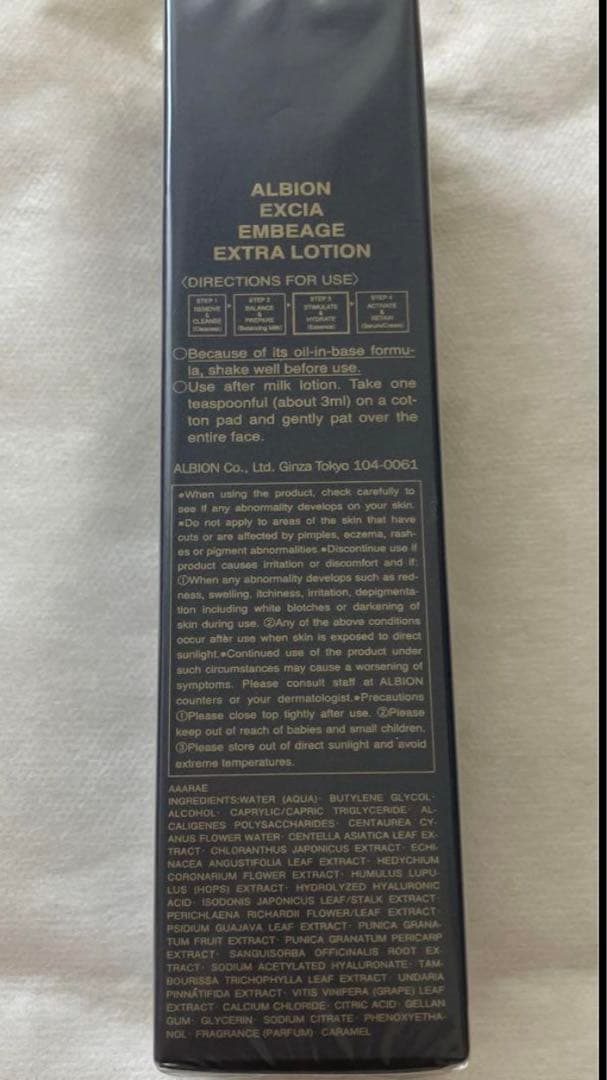 ALBION
EXCIA
EMBEAGE
EXTRA LOTION
〈DIRECTIONS FOR USE〉
STEP 1 REMOVE & CLEANSE (Cleanser)
STEP 2 BALANCE & PREPARE (Balancing Milk)
STEP 3 STIMULATE & HYDRATE (Essence)
STEP 4 ACTIVATE & RETAIN (Serum/Cream)
○Because of its oil-in-base formu-
la, shake well before use.
○Use after milk lotion. Take one
teaspoonful (about 3ml) on a cot-
ton pad and gently pat over the
entire face.
ALBION Co., Ltd. Ginza Tokyo 104-0061
●When using the product, check carefully to
see if any abnormality develops on your skin.
●Do not apply to areas of the skin that have
cuts or are affected by pimples, eczema, rash-
es or pigment abnormalities.●Discontinue use if
product causes irritation or discomfort and if:
①When any abnormality develops such as red-
ness, swelling, itchiness, irritation, depigmenta-
tion including white blotches or darkening of
skin during use. ②Any of the above conditions
occur after use when skin is exposed to direct
sunlight.●Continued use of the product under
such circumstances may cause a worsening of
symptoms. Please consult staff at ALBION
counters or your dermatologist.●Precautions
①Please close top tightly after use. ②Please
keep out of reach of babies and small children.
③Please store out of direct sunlight and avoid
extreme temperatures.
AAARAE
INGREDIENTS:WATER (AQUA)· BUTYLENE GLYCOL·
ALCOHOL· CAPRYLIC/CAPRIC TRIGLYCERIDE· AL-
CALIGENES POLYSACCHARIDES· CENTAUREA CY-
ANUS FLOWER WATER· CENTELLA ASIATICA LEAF EX-
TRACT· CHLORANTHUS JAPONICUS EXTRACT· ECHI-
NACEA ANGUSTIFOLIA LEAF EXTRACT· HEDYCHIUM
CORONARIUM FLOWER EXTRACT· HUMULUS LUPU-
LUS (HOPS) EXTRACT· HYDROLYZED HYALURONIC
ACID· ISODONIS JAPONICUS LEAF/STALK EXTRACT·
PERICHLAENA RICHARDII FLOWER/LEAF EXTRACT·
PSIDIUM GUAJAVA LEAF EXTRACT· PUNICA GRANA-
TUM FRUIT EXTRACT· PUNICA GRANATUM PERICARP
EXTRACT· SANGUISORBA OFFICINALIS ROOT EX
TRACT· SODIUM ACETYLATED HYALURONATE· TAM-
BOURISSA TRICHOPHYLLA LEAF EXTRACT· UNDARIA
PINNATIFIDA EXTRACT· VITIS VINIFERA (GRAPE) LEAF
EXTRACT· CALCIUM CHLORIDE· CITRIC ACID· GELLAN
GUM· GLYCERIN· SODIUM CITRATE· PHENOXYETHA-
NOL· FRAGRANCE (PARFUM)· CARAMEL